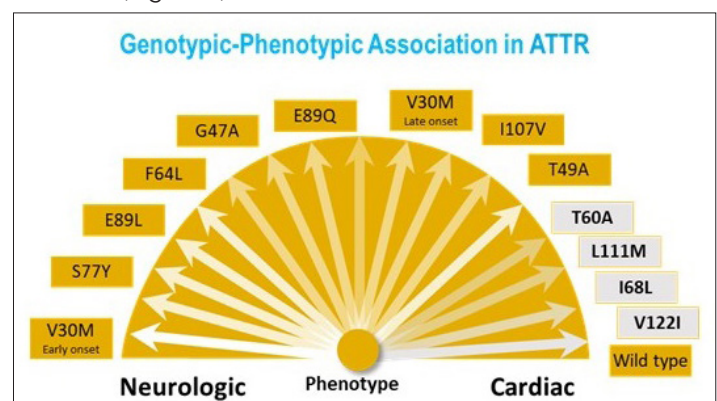 Genotypic-Phenotypic Association in ATTR
V30M
Early onset
S77Y
E89L
F64L
G47A
E89Q
V30M
Late onset
I107V
T49A
T60A
L111M
I68L
V122I
Wild type
Neurologic
Phenotype
Cardiac